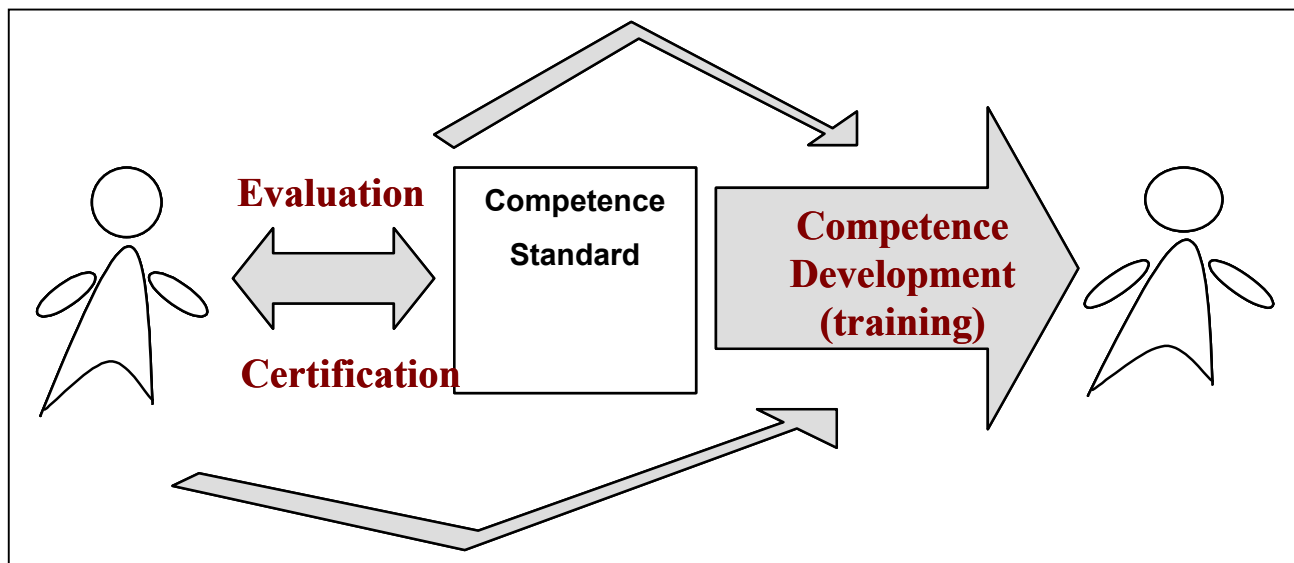 Evaluation
Certification
Competence
Standard
Competence
Development
(training)